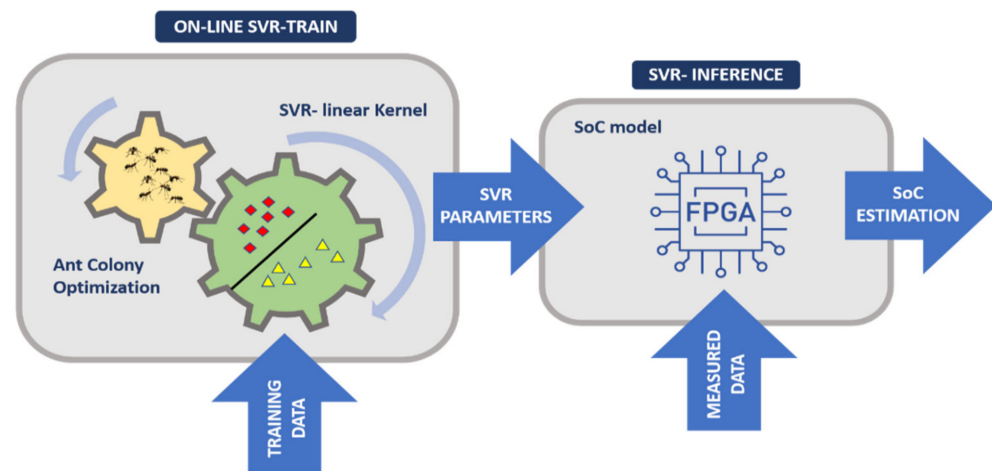 ON-LINE SVR-TRAIN
SVR- linear Kernel
Ant Colony
Optimization
TRAINING
DATA
SVR
PARAMETERS
SVR- INFERENCE
SoC model
FPGA
MEASURED
DATA
SoC
ESTIMATION